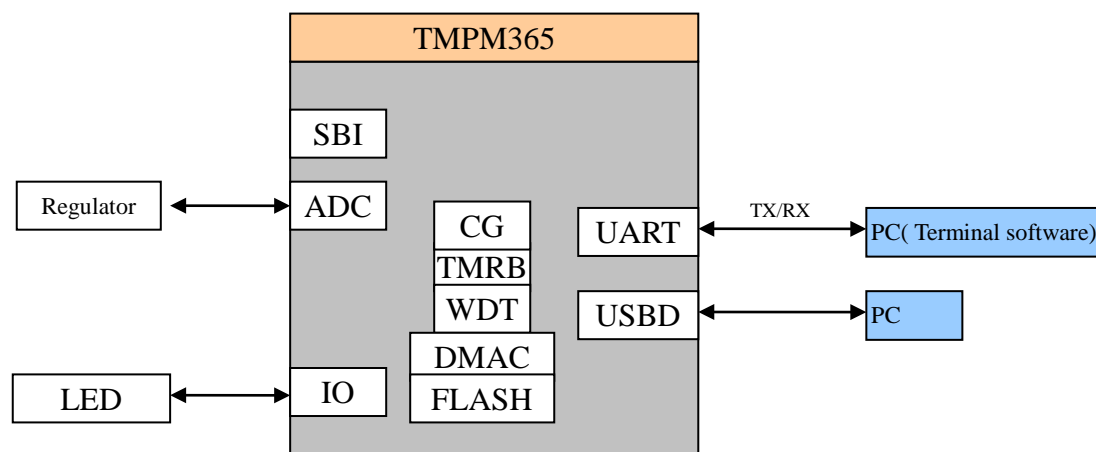 TMPM365
SBI
Regulator
ADC
CG
TMRB
WDT
DMAC
FLASH
UART
TX/RX
PC( Terminal software)
USBD
PC
LED
IO